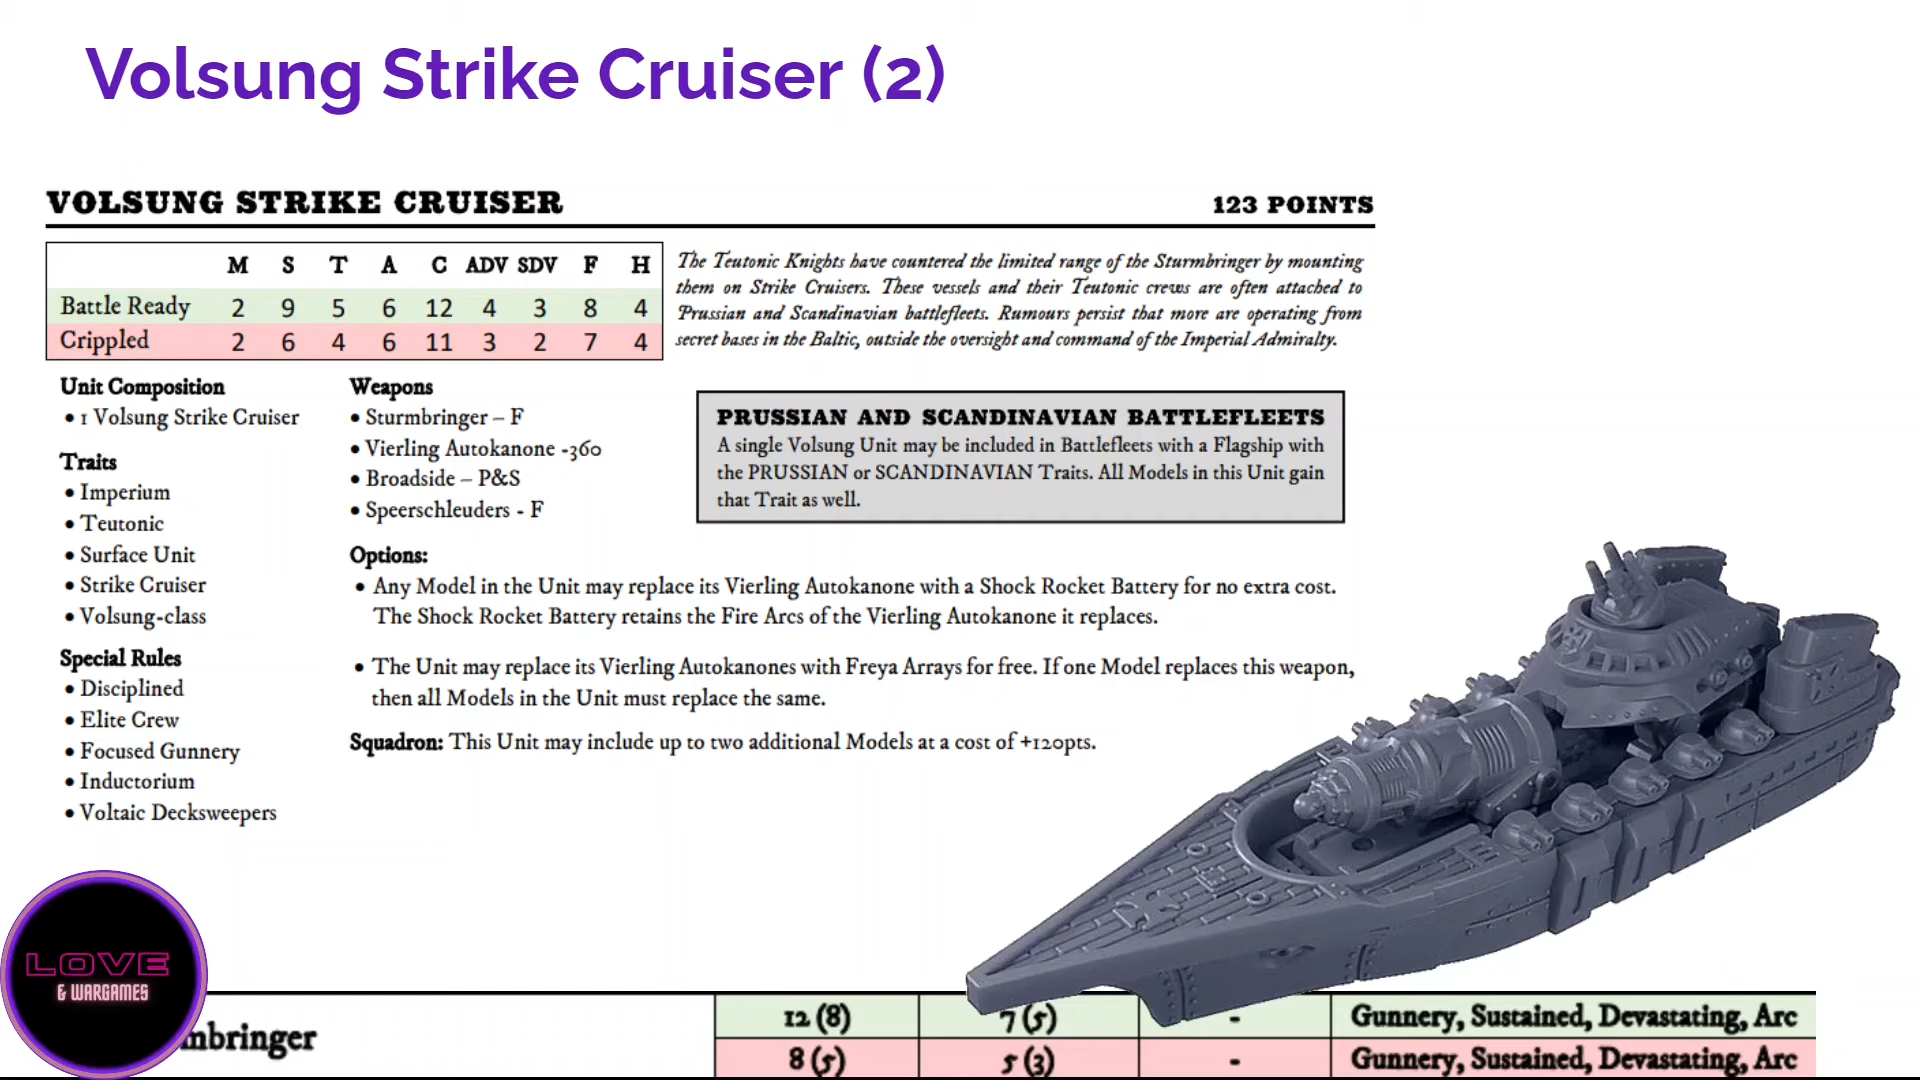 Volsung Strike Cruiser (2)
VOLSUNG STRIKE CRUISER
123 POINTS
M S T A C ADV SDV F H
Battle Ready 2 9 5 6 12 4 3 8 4
Crippled 2 6 4 6 11 3 2 7 4
The Teutonic Knights have countered the limited range of the Sturmbringer by mounting
them on Strike Cruisers. These vessels and their Teutonic crews are often attached to
Prussian and Scandinavian battlefleets. Rumours persist that more are operating from
secret bases in the Baltic, outside the oversight and command of the Imperial Admiralty.
Unit Composition
• 1 Volsung Strike Cruiser
Traits
• Imperium
• Teutonic
• Surface Unit
• Strike Cruiser
• Volsung-class
Special Rules
• Disciplined
• Elite Crew
• Focused Gunnery
• Inductorium
• Voltaic Decksweepers
Weapons
• Sturmbringer – F
• Vierling Autokanone -360
• Broadside – P&S
• Speerschleuders - F
PRUSSIAN AND SCANDINAVIAN BATTLEFLEETS
A single Volsung Unit may be included in Battlefleets with a Flagship with
the PRUSSIAN or SCANDINAVIAN Traits. All Models in this Unit gain
that Trait as well.
Options:
• Any Model in the Unit may replace its Vierling Autokanone with a Shock Rocket Battery for no extra cost.
The Shock Rocket Battery retains the Fire Arcs of the Vierling Autokanone it replaces.
• The Unit may replace its Vierling Autokanones with Freya Arrays for free. If one Model replaces this weapon,
then all Models in the Unit must replace the same.
Squadron: This Unit may include up to two additional Models at a cost of +120pts.
LOVE
& WARGAMES
mbringer
12 (8) 7 (5) - Gunnery, Sustained, Devastating, Arc
8 (5) 5 (3) - Gunnery, Sustained, Devastating, Arc